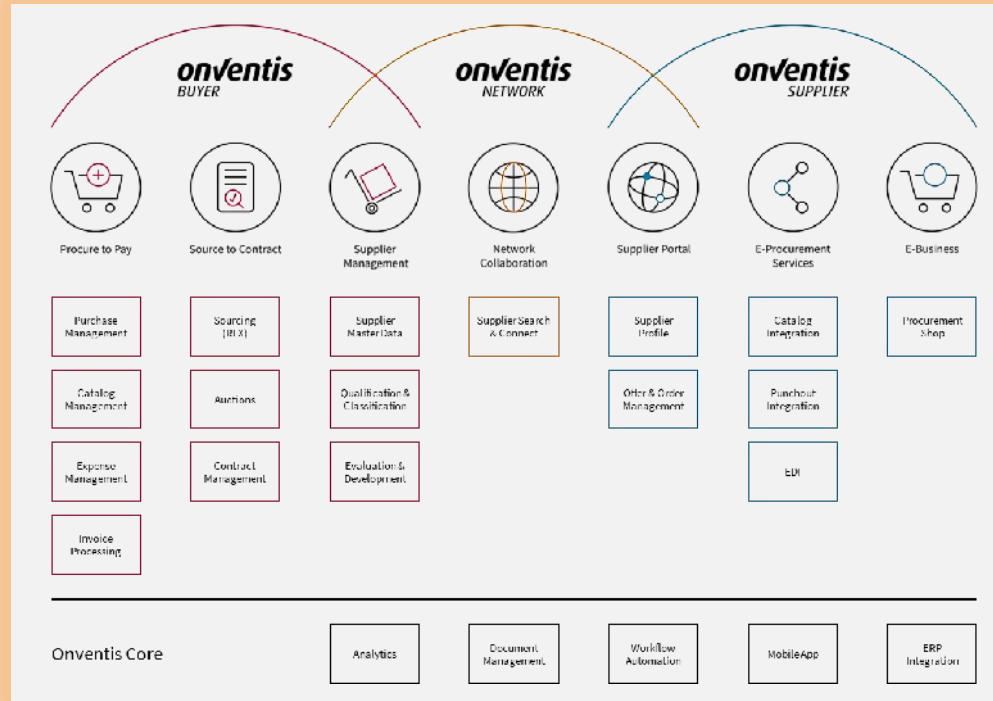 onventis
BUYER
onventis
NETWORK
onventis
SUPPLIER
Procure to Pay
Source to Contract
Supplier
Management
Network
Collaboration
Supplier Portal
E-Procurement
Services
E-Business
Purchase
Management
Sourcing
(RFX)
Supplier
Master Data
Supplier Search
& Connect
Supplier
Profile
Catalog
Integration
Procurement
Shop
Catalog
Management
Auctions
Qualification &
Classification
Offer & Order
Management
Punchout
Integration
Expense
Management
Contract
Management
Evaluation &
Development
EDI
Invoice
Processing
Onventis Core
Analytics
Document
Management
Workflow
Automation
Mobile App
ERP
Integration